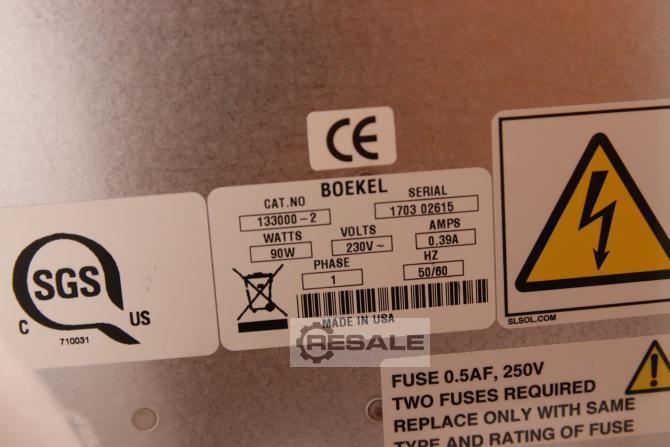 CE
BOEKEL
CAT.NO SERIAL
133000-2 1703 02615
WATTS VOLTS AMPS
90W 230V~ 0.39A
PHASE HZ
1 50/60
MADE IN USA
SGS
C US
710031
SLSOL.COM
RESALE
FUSE 0.5AF, 250V
TWO FUSES REQUIRED
REPLACE ONLY WITH SAME
TYPE AND RATING OF FUSE